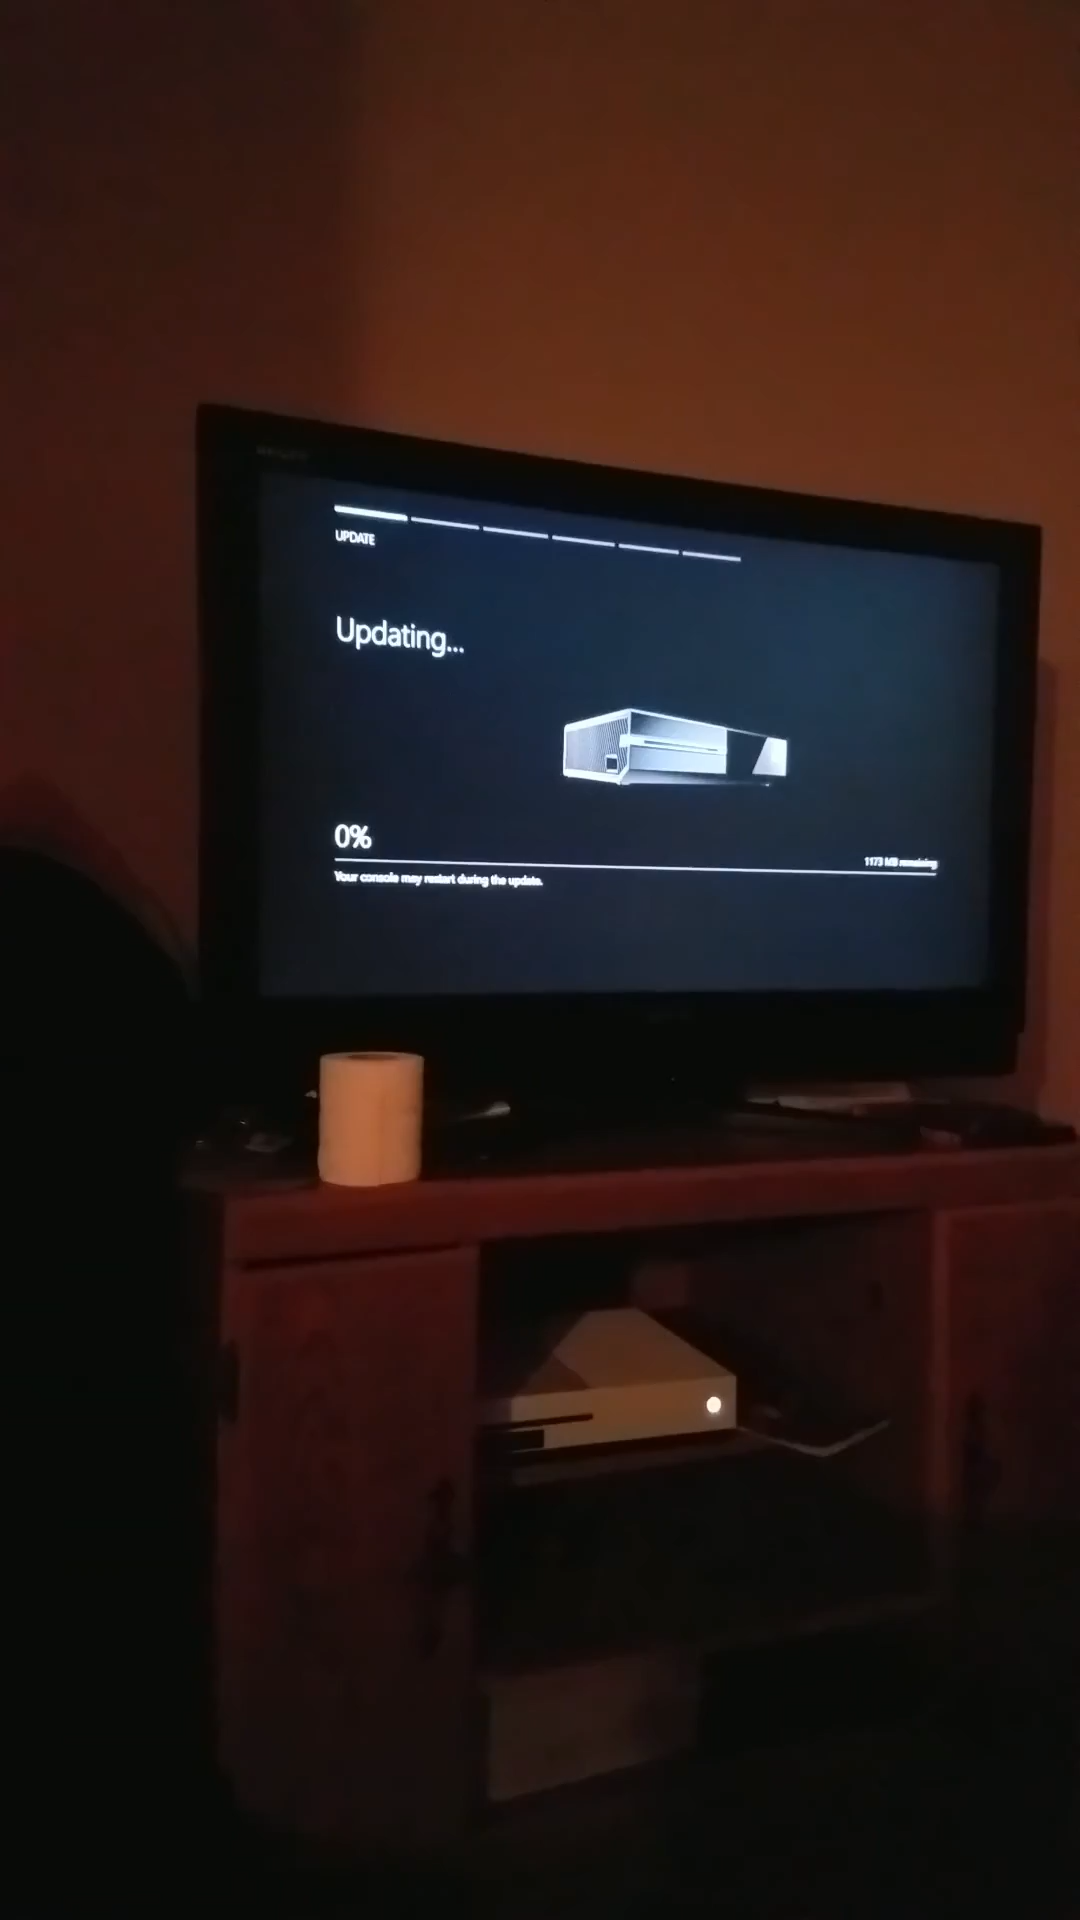 UPDATE
Updating...
0%
1173 MB remaining
Your console may restart during the update.